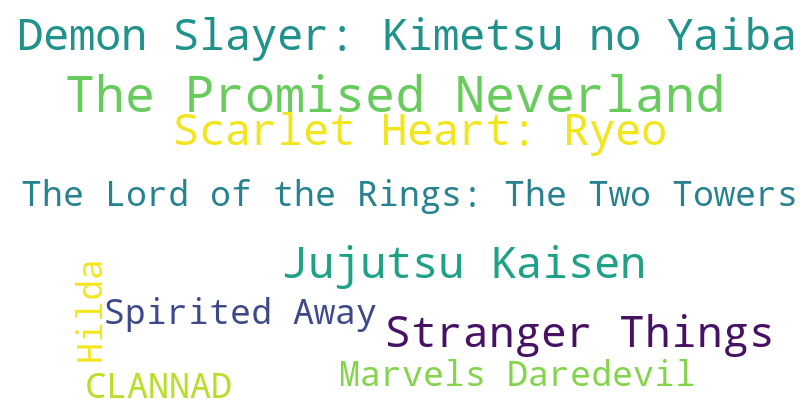 Demon Slayer: Kimetsu no Yaiba
The Promised Neverland
Scarlet Heart: Ryeo
The Lord of the Rings: The Two Towers
Jujutsu Kaisen
Hilda
Spirited Away
Stranger Things
Marvels Daredevil
CLANNAD